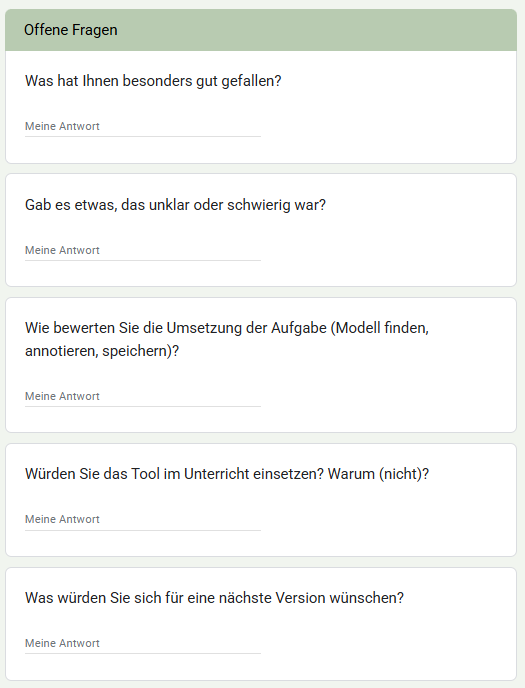 Offene Fragen
Was hat Ihnen besonders gut gefallen?
Meine Antwort
Gab es etwas, das unklar oder schwierig war?
Meine Antwort
Wie bewerten Sie die Umsetzung der Aufgabe (Modell finden,
annotieren, speichern)?
Meine Antwort
Würden Sie das Tool im Unterricht einsetzen? Warum (nicht)?
Meine Antwort
Was würden Sie sich für eine nächste Version wünschen?
Meine Antwort